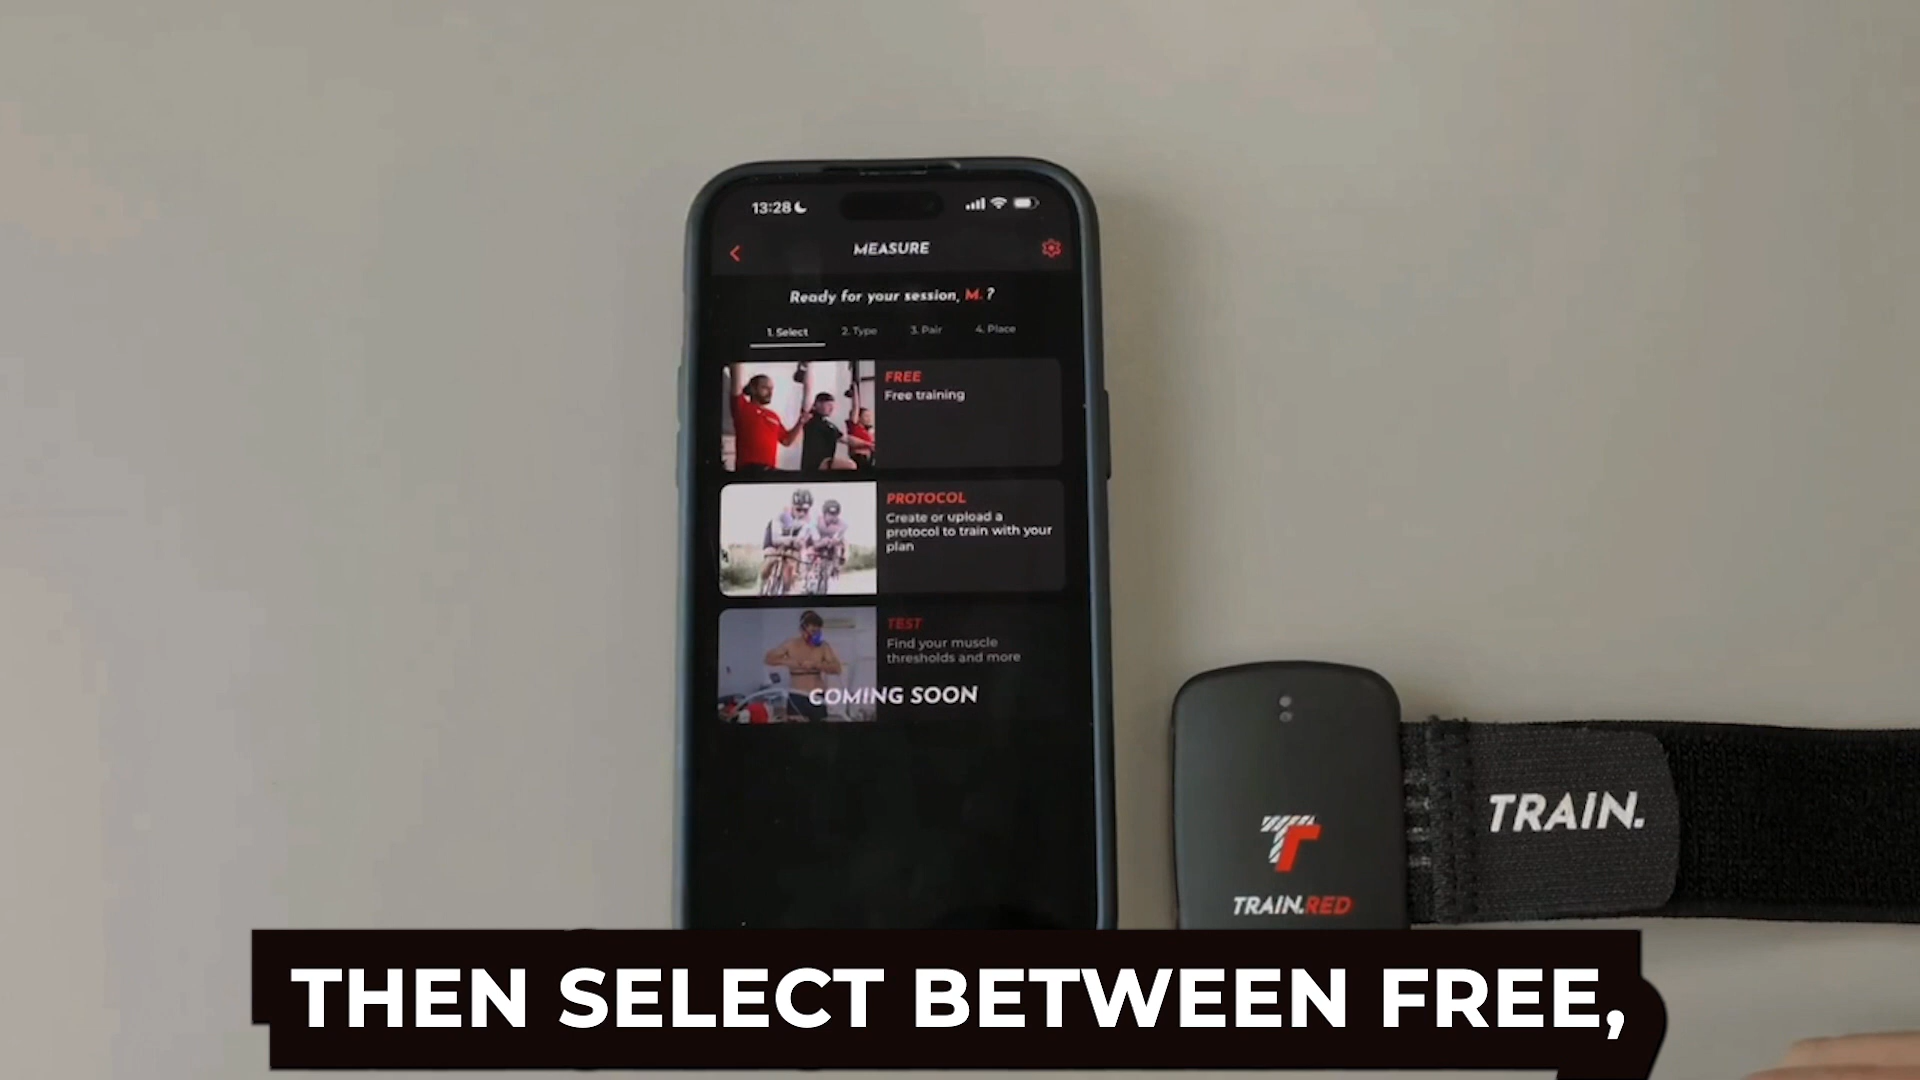 13:28
MEASURE
Ready for your session, M. ?
1. Select
2. Type
3. Pair
4. Place
FREE
Free training
PROTOCOL
Create or upload a
protocol to train with your
plan
TEST
Find your muscle
thresholds and more
COMING SOON
TRAIN.
TRAIN.RED
THEN SELECT BETWEEN FREE,